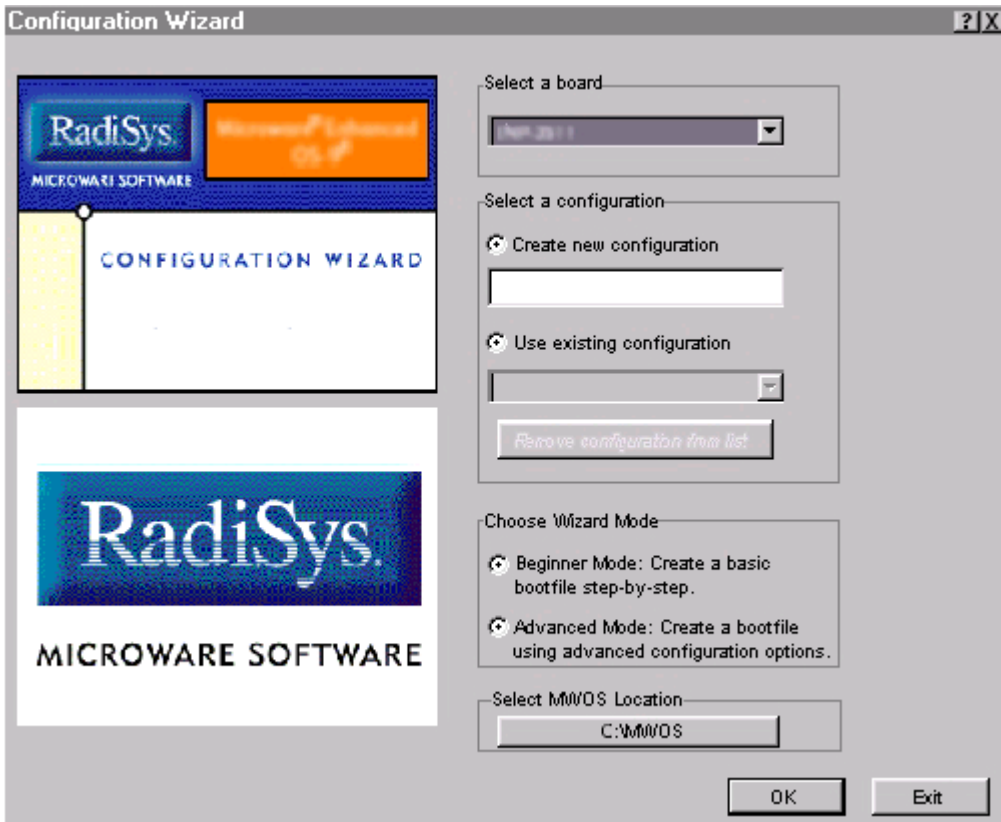 Configuration Wizard
RadiSys.
MICROWARE SOFTWARE
CONFIGURATION WIZARD
RadiSys.
MICROWARE SOFTWARE
Select a board
Select a configuration
Create new configuration
Use existing configuration
Remove configuration from list
Choose Wizard Mode
Beginner Mode: Create a basic
bootfile step-by-step.
Advanced Mode: Create a bootfile
using advanced configuration options.
Select MWOS Location
C:\MWOS
OK
Exit